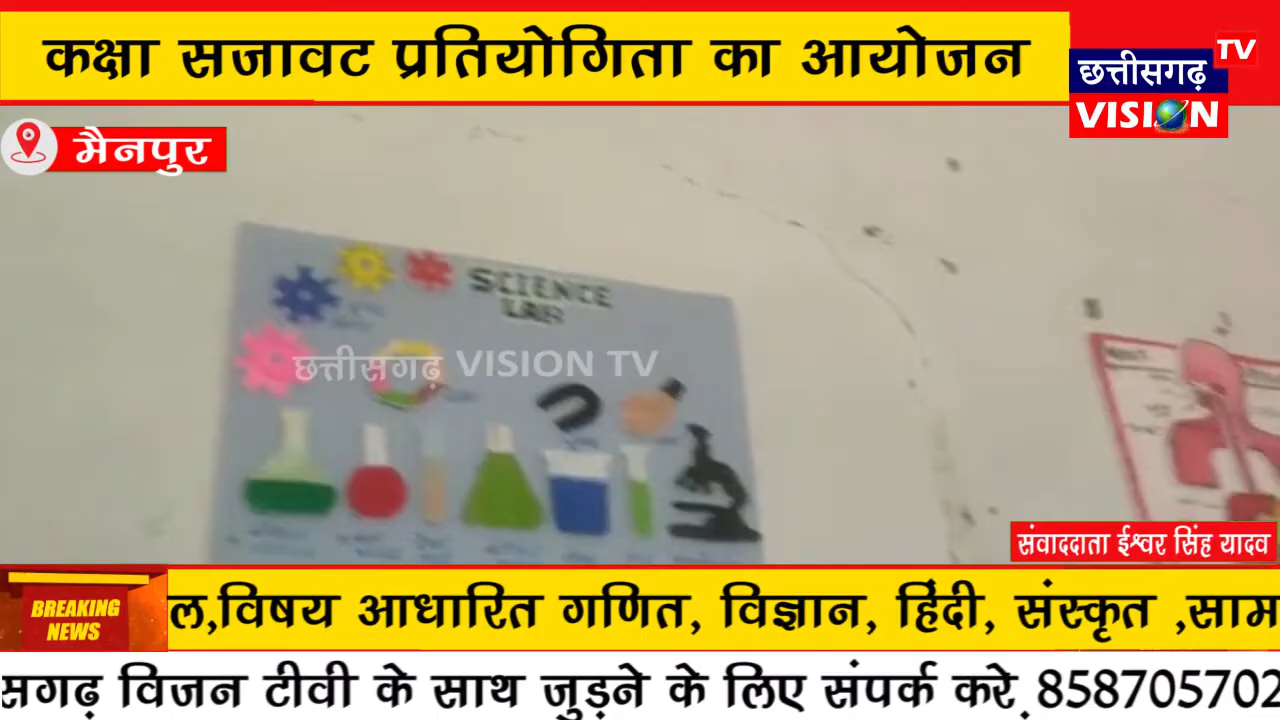 कक्षा सजावट प्रतियोगिता का आयोजन
छत्तीसगढ़ TV
VISION
मैनपुर
SCIENCE
LAB
छत्तीसगढ़ VISION TV
संवाददाता ईश्वर सिंह यादव
BREAKING
NEWS
ल,विषय आधारित गणित, विज्ञान, हिंदी, संस्कृत ,साम
सगढ़ विजन टीवी के साथ जुड़ने के लिए संपर्क करे 858705702